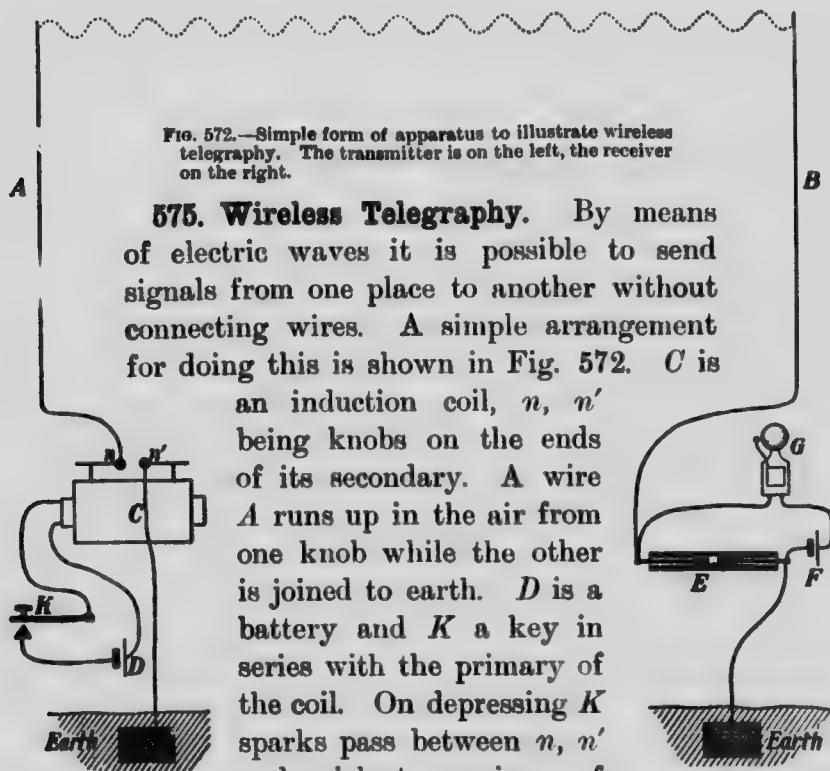 FIG. 572.—Simple form of apparatus to illustrate wireless
telegraphy. The transmitter is on the left, the receiver
on the right.
A
B
575. Wireless Telegraphy. By means
of electric waves it is possible to send
signals from one place to another without
connecting wires. A simple arrangement
for doing this is shown in Fig. 572. C is
an induction coil, n, n'
being knobs on the ends
of its secondary. A wire
A runs up in the air from
one knob while the other
is joined to earth. D is a
battery and K a key in
series with the primary of
the coil. On depressing K
sparks pass between n, n'
n n'
C
K
D
Earth
G
E
F
Earth